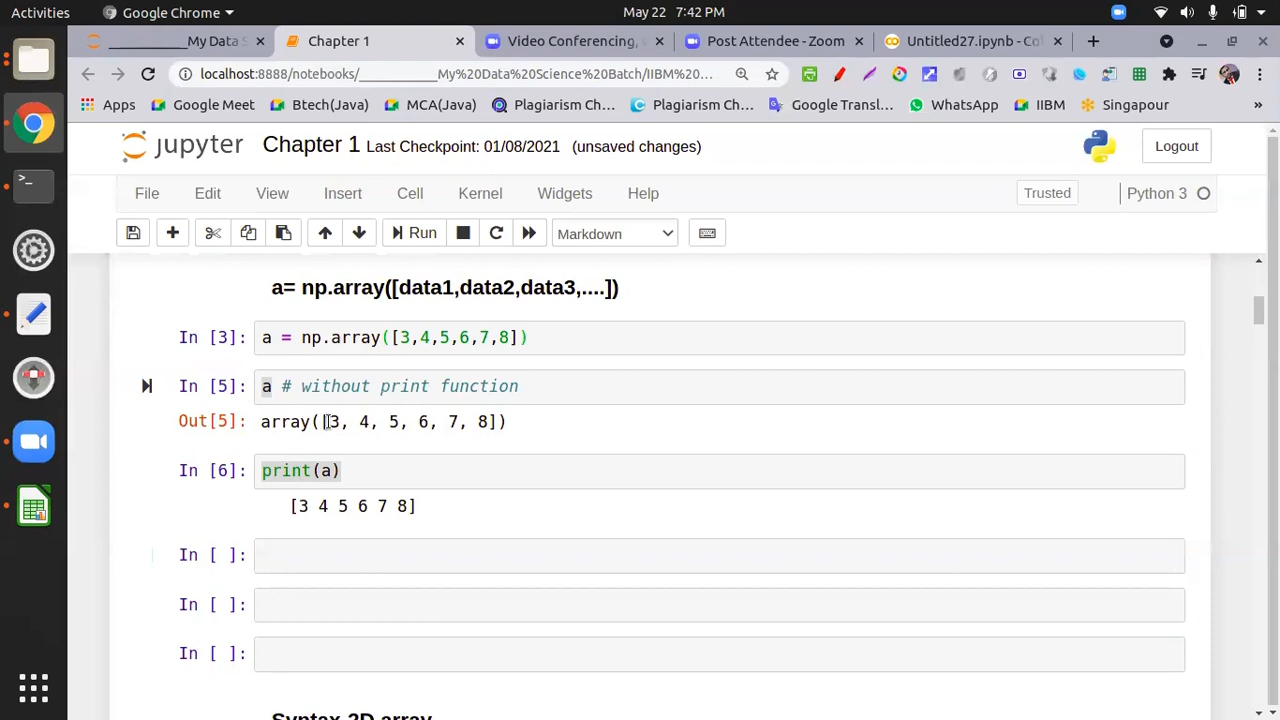 Activities Google Chrome May 22 7:42 PM
_________My Data S Chapter 1 Video Conferencing, Post Attendee - Zoom Untitled27.ipynb - Co
localhost:8888/notebooks/_________My%20Data%20Science%20Batch/IIBM%20...
Apps Google Meet Btech(Java) MCA(Java) Plagiarism Ch... Plagiarism Ch... Google Transl... WhatsApp IIBM Singapour »
jupyter Chapter 1 Last Checkpoint: 01/08/2021 (unsaved changes) Logout
File Edit View Insert Cell Kernel Widgets Help Trusted Python 3
Run Markdown
a= np.array([data1,data2,data3,....])
In [3]: a = np.array([3,4,5,6,7,8])
In [5]: a # without print function
Out[5]: array([3, 4, 5, 6, 7, 8])
In [6]: print(a)
[3 4 5 6 7 8]
In [ ]:
In [ ]:
In [ ]:
Syntax 2D array